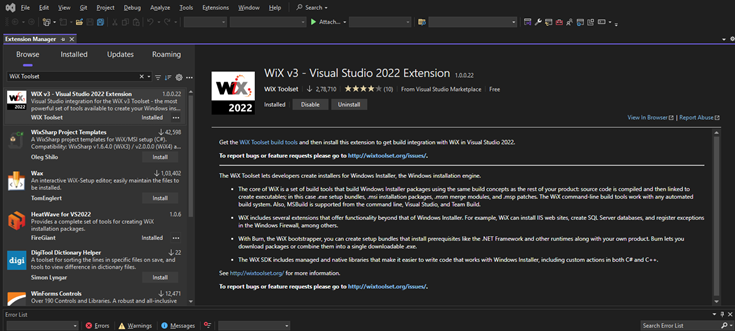 File Edit View Git Project Debug Analyze Tools Extensions Window Help Search
Attach...
Extension Manager
Browse Installed Updates Roaming
WiX Toolset
WiX v3 - Visual Studio 2022 Extension 1.0.0.22
Visual Studio integration for the WiX v3 Toolset - the most
powerful set of tools available to create your Windows ins...
WiX Toolset Installed
WixSharp Project Templates 42,598
C# project templates for WiX/MSI setup (C#).
Compatibility: WixSharp v1.6.4.0 (WiX3) / v2.0.0.0 (WiX4) a...
Oleg Shilo Install
Wax 1,03,402
An interactive WiX-Setup editor; easily maintain the files to
be installed.
TomEnglert Install
HeatWave for VS2022 1.0.6
Provides a complete set of tools for creating WiX
installation packages.
FireGiant Installed
DigiTool Dictionary Helper 22
A toolset for sorting the lines in specific files on save, and
tools to view difference in dictionary files.
Simon Lyngar Install
WinForms Controls 12,471
Over 190 Controls and Libraries. A robust and all-inclusive
WiX v3 - Visual Studio 2022 Extension 1.0.0.22
WiX Toolset 2,78,710 (10) From Visual Studio Marketplace Free
Installed Disable Uninstall
WiX
2022
View In Browser | Report Abuse
Get the WiX Toolset build tools and then install this extension to get build integration with WiX in Visual Studio 2022.
To report bugs or feature requests please go to http://wixtoolset.org/issues/.
The WiX Toolset lets developers create installers for Windows Installer, the Windows installation engine.
• The core of WiX is a set of build tools that build Windows Installer packages using the same build concepts as the rest of your product: source code is compiled and then linked to
create executables; in this case .exe setup bundles, .msi installation packages, .msm merge modules, and .msp patches. The WiX command-line build tools work with any automated
build system. Also, MSBuild is supported from the command line, Visual Studio, and Team Build.
• WiX includes several extensions that offer functionality beyond that of Windows Installer. For example, WiX can install IIS web sites, create SQL Server databases, and register exceptions
in the Windows Firewall, among others.
• With Burn, the WiX bootstrapper, you can create setup bundles that install prerequisites like the .NET Framework and other runtimes along with your own product. Burn lets you
download packages or combine them into a single downloadable .exe.
• The WiX SDK includes managed and native libraries that make it easier to write code that works with Windows Installer, including custom actions in both C# and C++.
See http://wixtoolset.org/ for more information.
To report bugs or feature requests please go to http://wixtoolset.org/issues/.
Error List
Errors Warnings Messages Search Error List